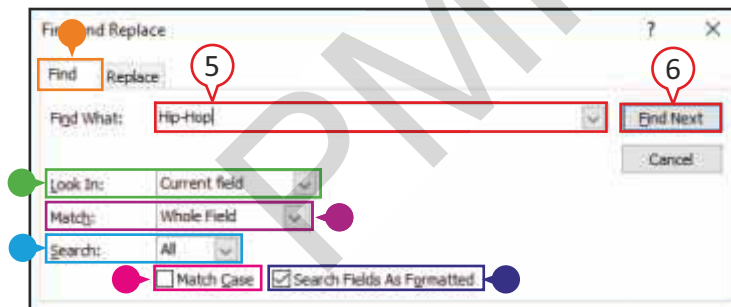 Find and Replace ? ×
Find Replace
5 6
Find What: Hip-Hop Find Next
Cancel
Look In: Current field
Match: Whole Field
Search: All
Match Case Search Fields As Formatted
PM